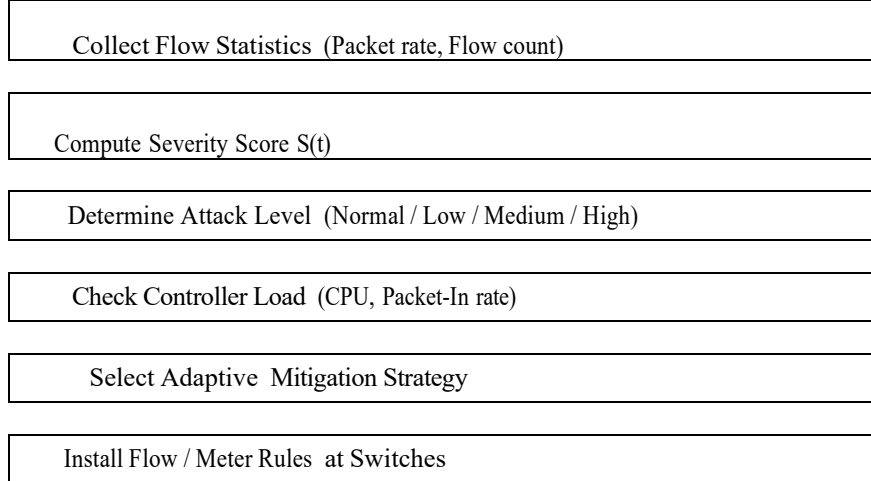 Collect Flow Statistics (Packet rate, Flow count)
Compute Severity Score S(t)
Determine Attack Level (Normal / Low / Medium / High)
Check Controller Load (CPU, Packet-In rate)
Select Adaptive Mitigation Strategy
Install Flow / Meter Rules at Switches